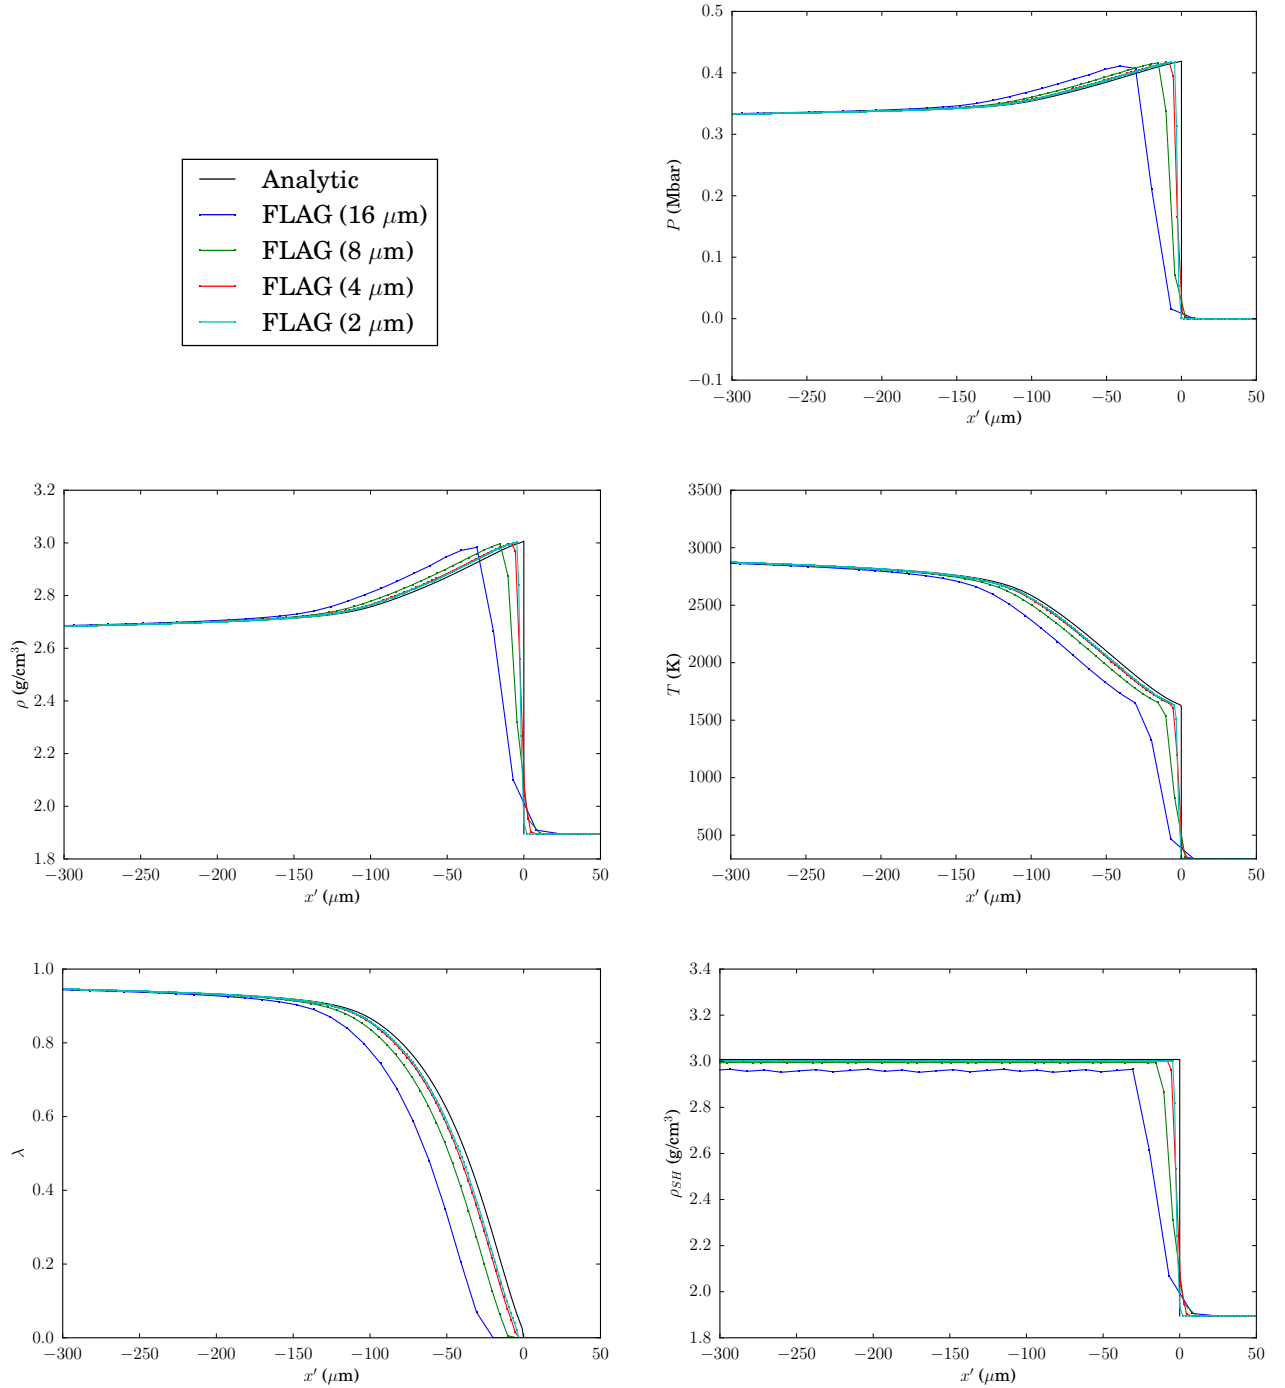 Analytic
FLAG (16 μm)
FLAG (8 μm)
FLAG (4 μm)
FLAG (2 μm)
0.5
0.4
0.3
0.2
0.1
0.0
−0.1
P (Mbar)
−300 −250 −200 −150 −100 −50 0 50
x′ (μm)
3.2
3.0
2.8
2.6
2.4
2.2
2.0
1.8
ρ (g/cm³)
−300 −250 −200 −150 −100 −50 0 50
x′ (μm)
3500
3000
2500
2000
1500
1000
500
T (K)
−300 −250 −200 −150 −100 −50 0 50
x′ (μm)
1.0
0.8
0.6
0.4
0.2
0.0
λ
−300 −250 −200 −150 −100 −50 0 50
x′ (μm)
3.4
3.2
3.0
2.8
2.6
2.4
2.2
2.0
1.8
ρSH (g/cm³)
−300 −250 −200 −150 −100 −50 0 50
x′ (μm)